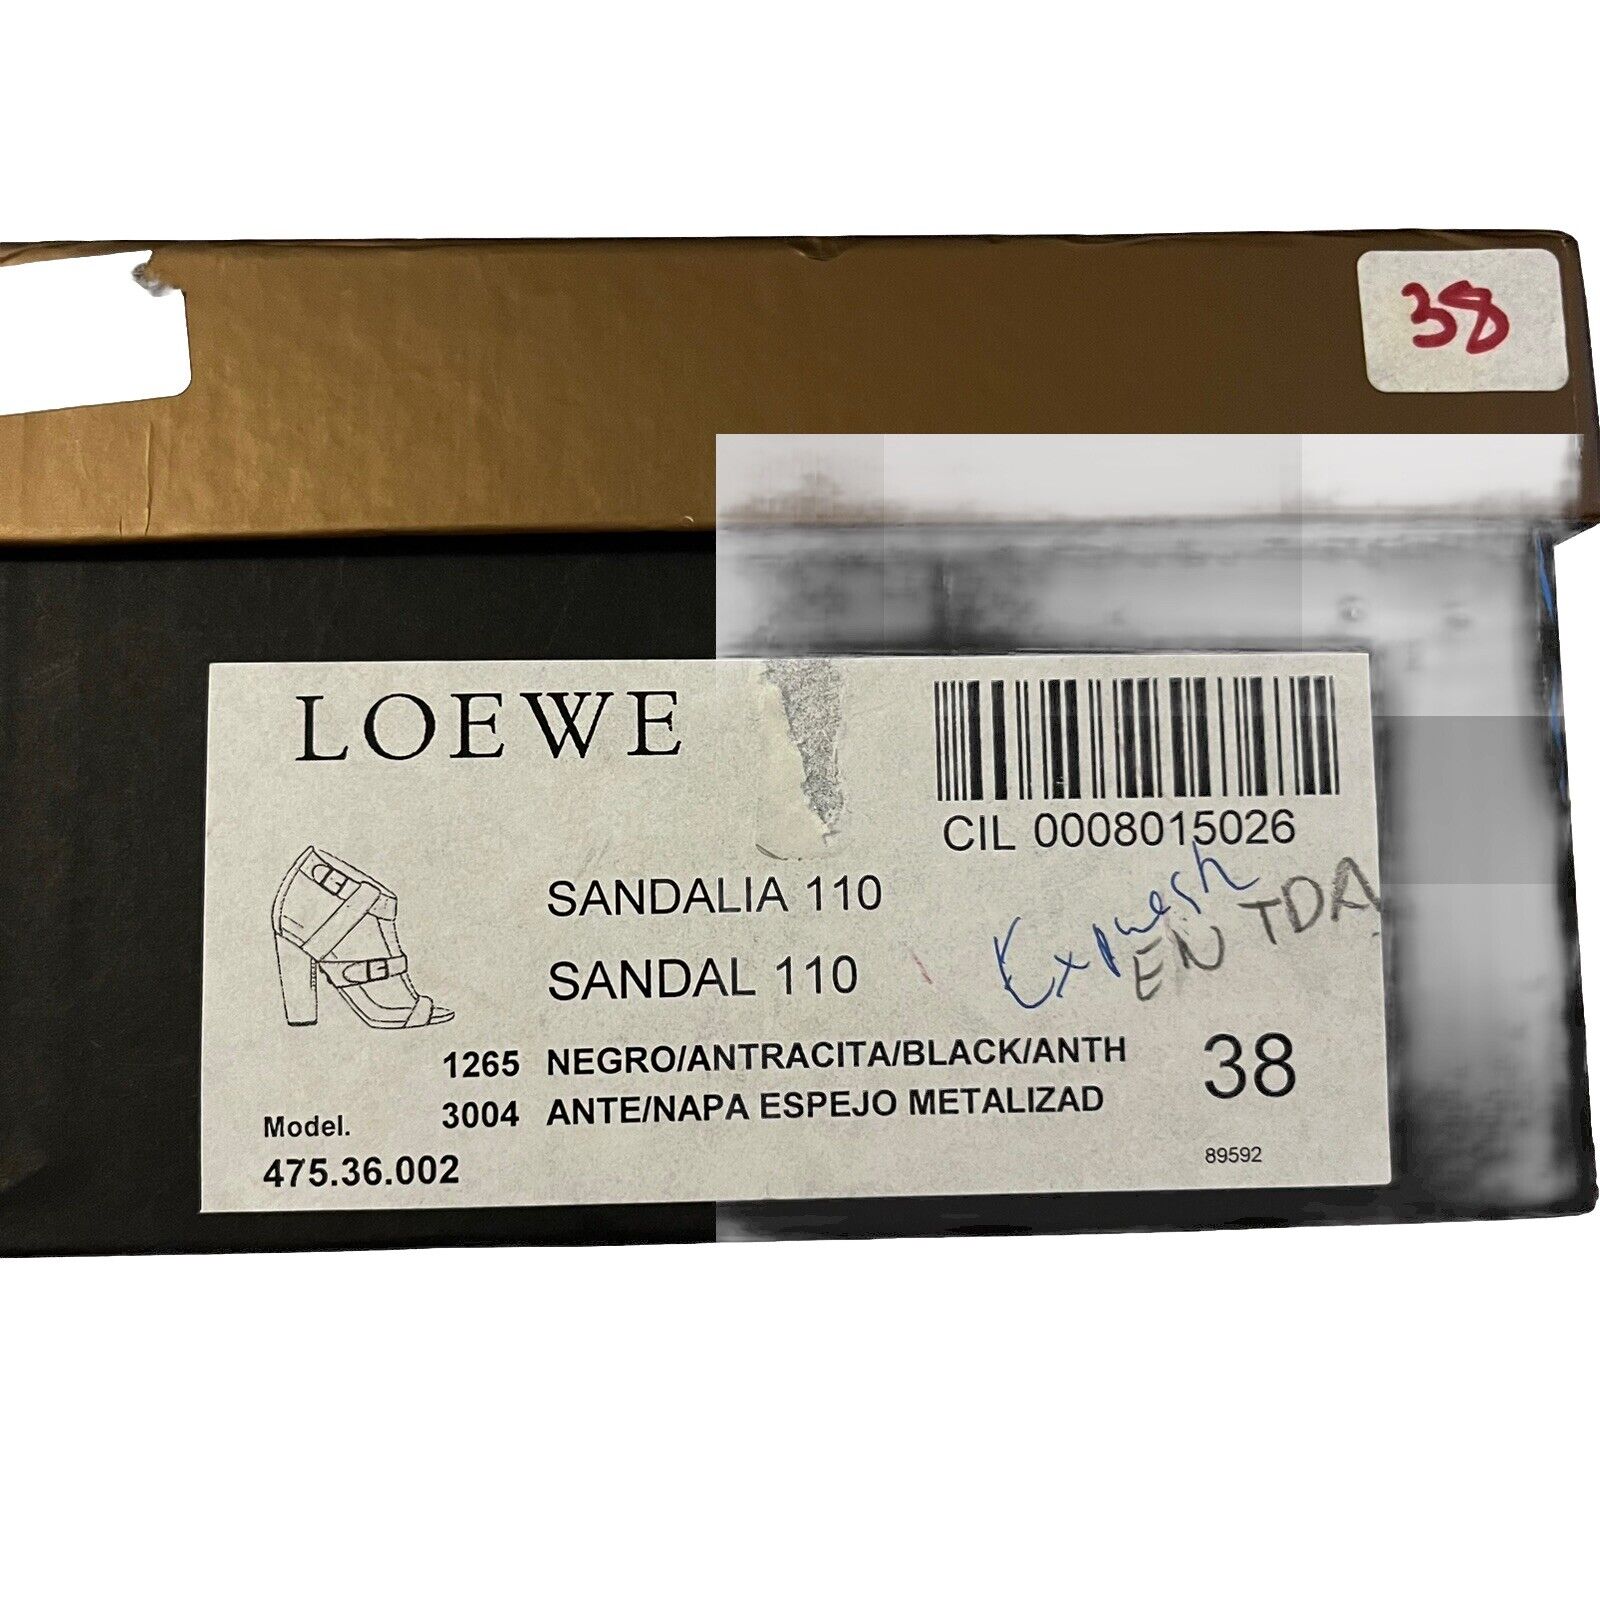 38
LOEWE
CIL 0008015026
SANDALIA 110
EN TDA
SANDAL 110
1265 NEGRO/ANTRACITA/BLACK/ANTH
38
Model. 3004 ANTE/NAPA ESPEJO METALIZAD
475.36.002
89592